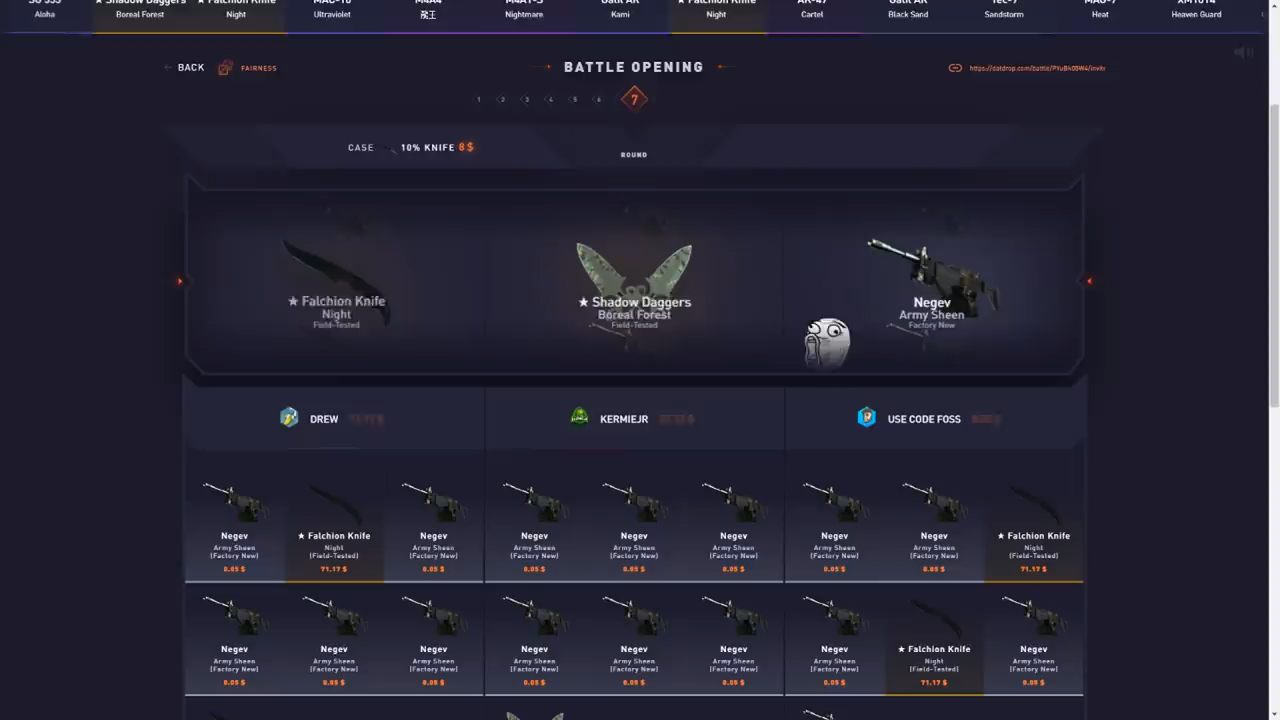 Shadow Daggers
Falchion Knife
MAC-10
M4A4
Galil AR
Falchion Knife
AK-47
Galil AR
Tec-7
MAG-7
XM1014
Aloha
Boreal Forest
Night
Ultraviolet
Nightmare
Kami
Night
Cartel
Black Sand
Sandstorm
Heat
Heaven Guard
BACK
FAIRNESS
BATTLE OPENING
1 2 3 4 5 6 7
CASE 10% KNIFE 8$
ROUND
★ Falchion Knife
Night
Field-Tested
★ Shadow Daggers
Boreal Forest
Field-Tested
Negev
Army Sheen
Factory New
DREW
KERMIEJR
USE CODE FOSS
Negev
Army Sheen
(Factory New)
0.05 $
★ Falchion Knife
Night
(Field-Tested)
71.17 $
Negev
Army Sheen
(Factory New)
0.05 $
Negev
Army Sheen
(Factory New)
0.05 $
Negev
Army Sheen
(Factory New)
0.05 $
Negev
Army Sheen
(Factory New)
0.05 $
Negev
Army Sheen
(Factory New)
0.05 $
Negev
Army Sheen
(Factory New)
0.05 $
★ Falchion Knife
Night
(Field-Tested)
71.17 $
Negev
Army Sheen
(Factory New)
0.05 $
Negev
Army Sheen
(Factory New)
0.05 $
Negev
Army Sheen
(Factory New)
0.05 $
Negev
Army Sheen
(Factory New)
0.05 $
Negev
Army Sheen
(Factory New)
0.05 $
Negev
Army Sheen
(Factory New)
0.05 $
Negev
Army Sheen
(Factory New)
0.05 $
★ Falchion Knife
Night
(Field-Tested)
71.17 $
Negev
Army Sheen
(Factory New)
0.05 $